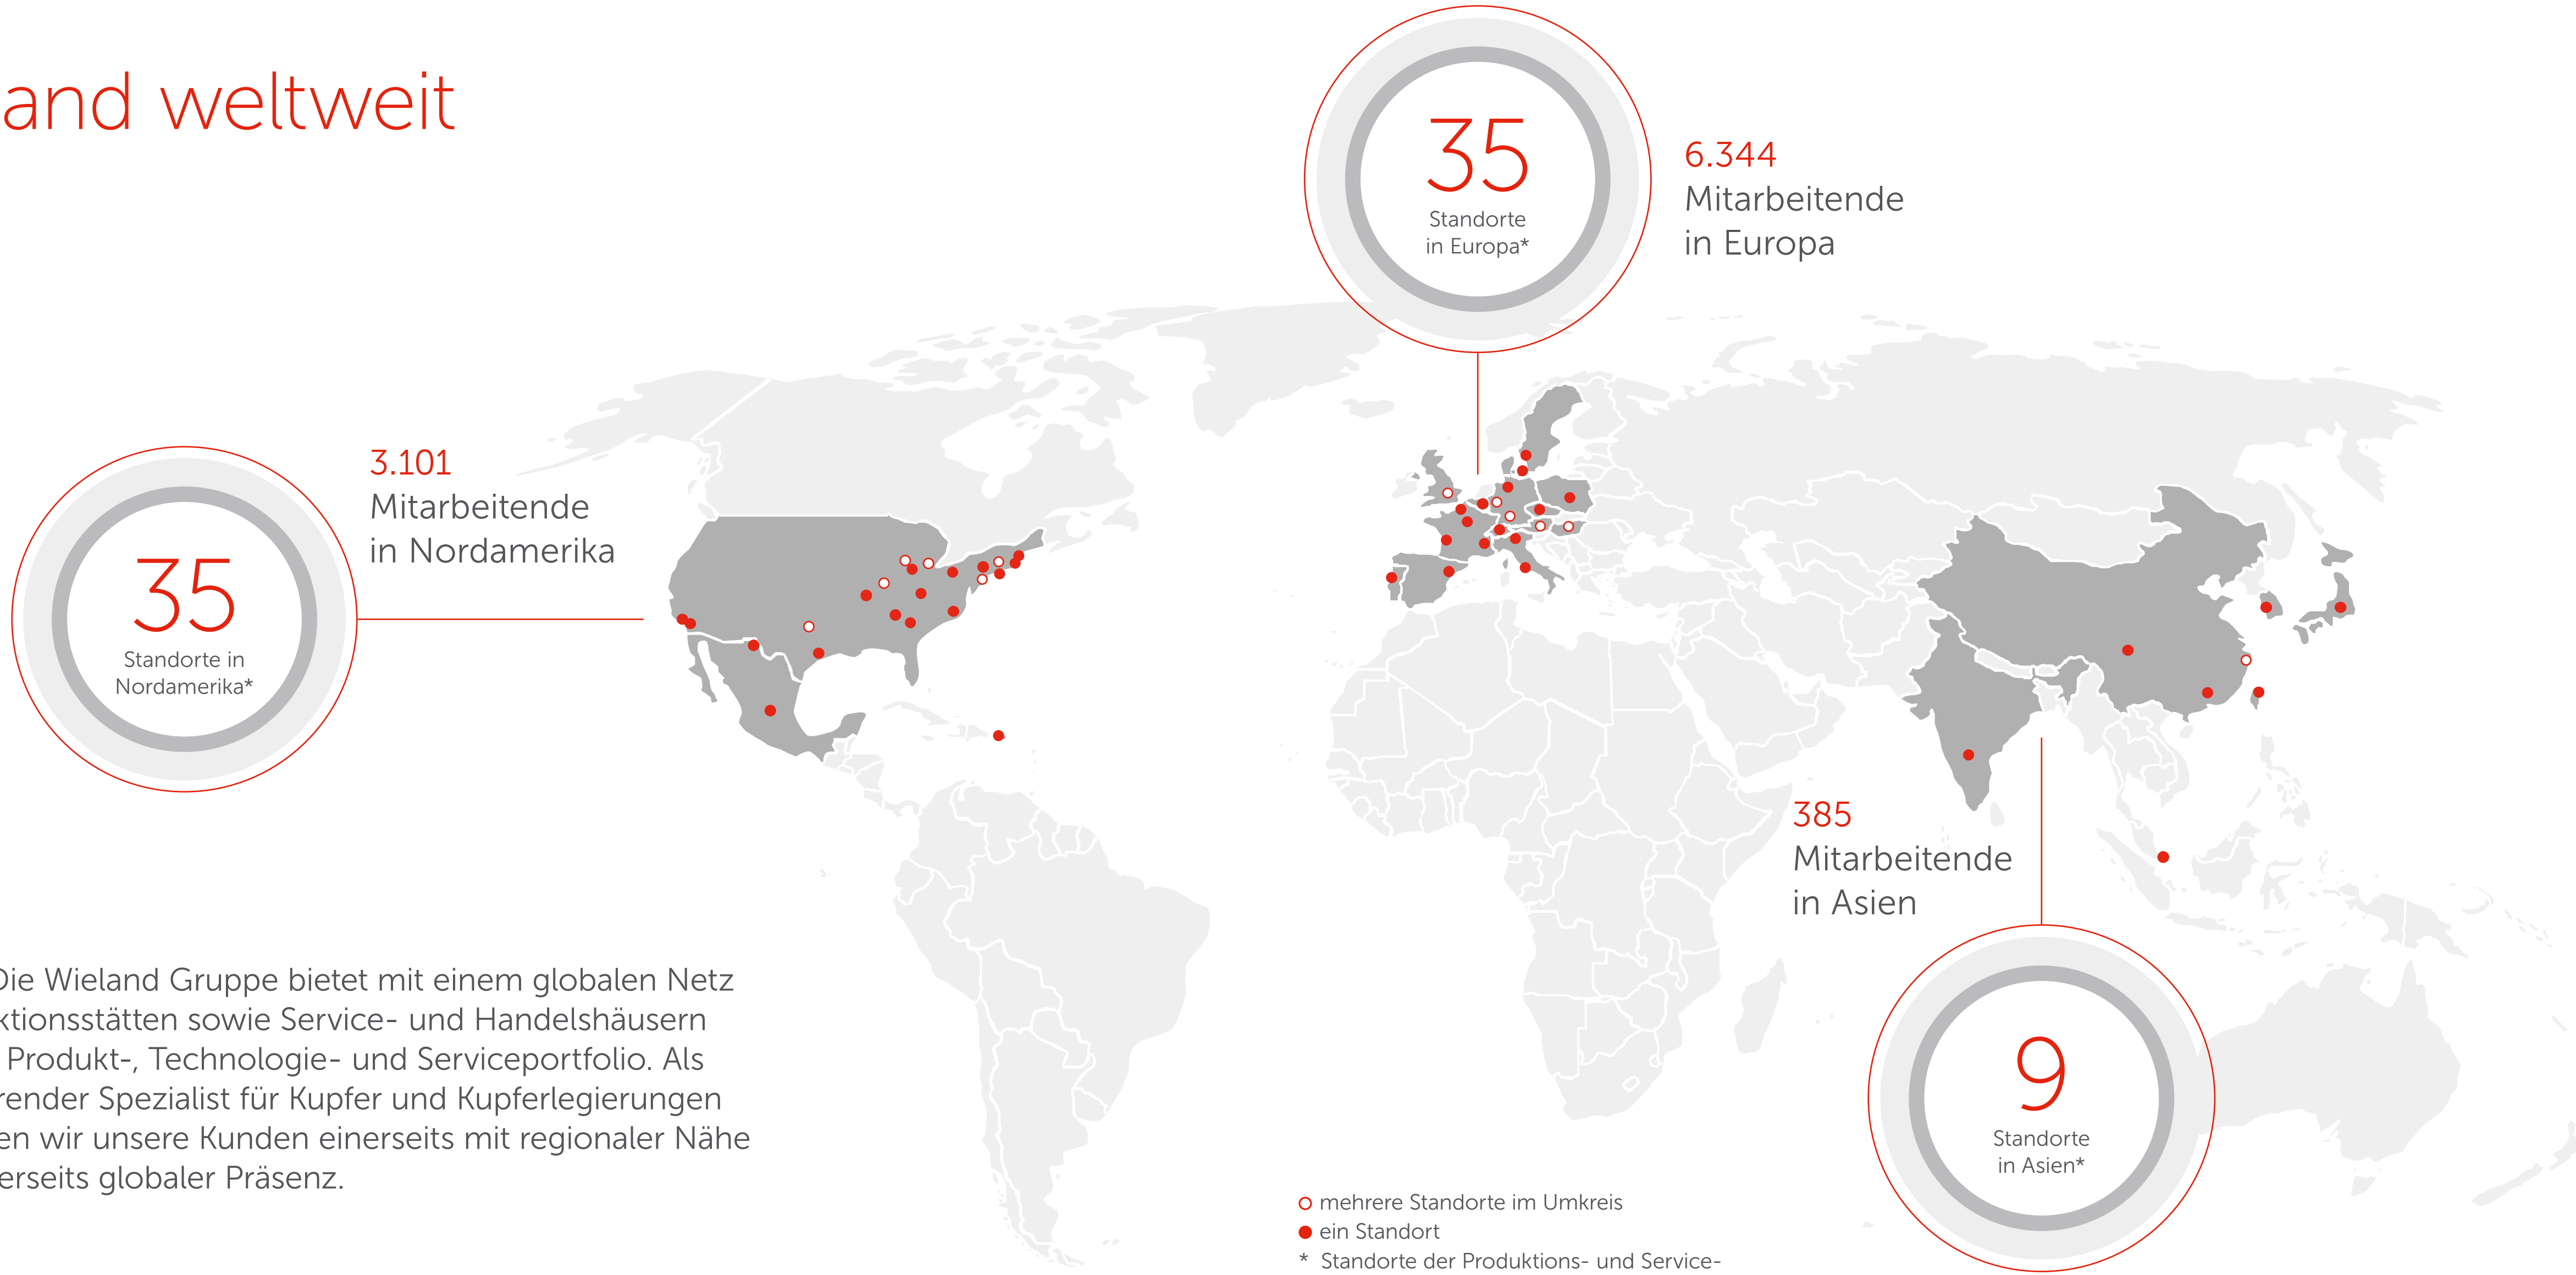 and weltweit
35
Standorte
in Europa*
6.344
Mitarbeitende
in Europa
3.101
Mitarbeitende
in Nordamerika
35
Standorte in
Nordamerika*
385
Mitarbeitende
in Asien
9
Standorte
in Asien*
Die Wieland Gruppe bietet mit einem globalen Netz
ktionsstätten sowie Service- und Handelshäusern
Produkt-, Technologie- und Serviceportfolio. Als
render Spezialist für Kupfer und Kupferlegierungen
en wir unsere Kunden einerseits mit regionaler Nähe
erseits globaler Präsenz.
mehrere Standorte im Umkreis
ein Standort
* Standorte der Produktions- und Service-